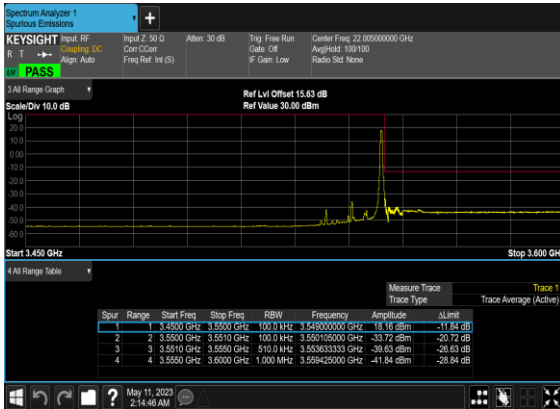 Spectrum Analyzer 1
Spurious Emissions
+
KEYSIGHT Input: RF Input Z: 50 Ω Atten: 30 dB Trig: Free Run Center Freq: 22.005000000 GHz
R T Coupling: DC Corr CCorr Gate: Off Avg|Hold: 100/100
Align: Auto Freq Ref: Int (S) IF Gain: Low Radio Std: None
PASS
3 All Range Graph
Ref Lvl Offset 15.63 dB
Scale/Div 10.0 dB Ref Value 30.00 dBm
Log
20.0
10.0
0.00
-10.0
-20.0
-30.0
-40.0
-50.0
-60.0
Start 3.450 GHz Stop 3.600 GH
4 All Range Table
Measure Trace Trace 1
Trace Type Trace Average (Active)
Spur Range Start Freq Stop Freq RBW Frequency Amplitude ΔLimit
1 1 3.4500 GHz 3.5500 GHz 100.0 kHz 3.549000000 GHz 18.16 dBm -11.84 dB
2 2 3.5500 GHz 3.5510 GHz 100.0 kHz 3.550105000 GHz -33.72 dBm -20.72 dB
3 3 3.5510 GHz 3.5550 GHz 510.0 kHz 3.553633333 GHz -39.63 dBm -26.63 dB
4 4 3.5550 GHz 3.6000 GHz 1.000 MHz 3.559425000 GHz -41.84 dBm -28.84 dB
? May 11, 2023
2:14:46 AM